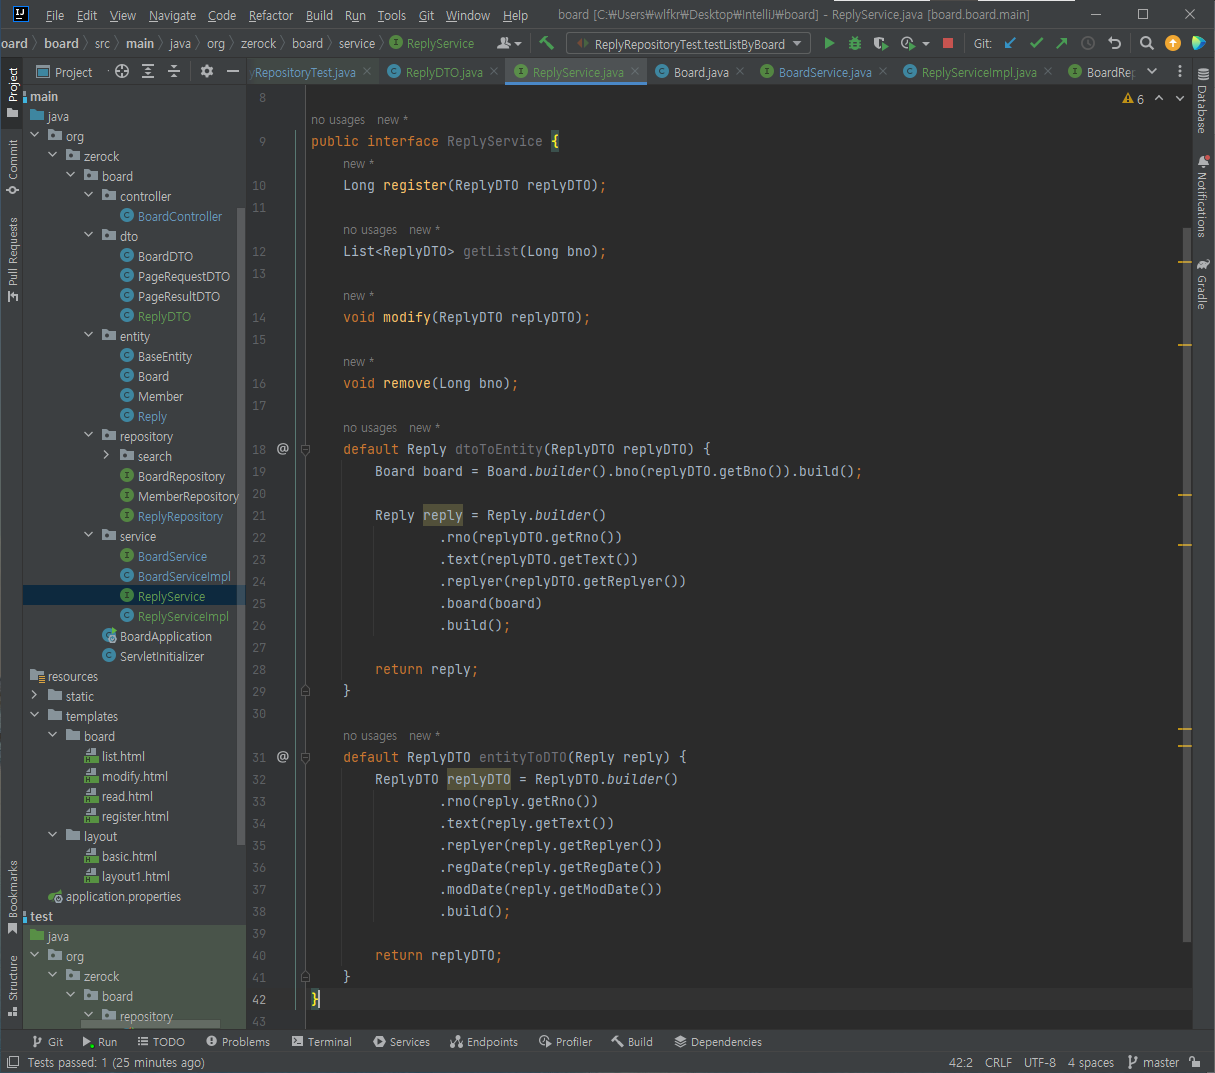 File Edit View Navigate Code Refactor Build Run Tools Git Window Help board [C:₩Users₩wlfkr₩Desktop₩IntelliJ₩board] - ReplyService.java [board.board.main]
oard board src main java org zerock board service ReplyService ReplyRepositoryTest.testListByBoard Git:
Project yRepositoryTest.java ReplyDTO.java ReplyService.java Board.java BoardService.java ReplyServiceImpl.java BoardRe
Project
Commit
Pull Requests
Bookmarks
Structure
main
java
org
zerock
board
controller
BoardController
dto
BoardDTO
PageRequestDTO
PageResultDTO
ReplyDTO
entity
BaseEntity
Board
Member
Reply
repository
search
BoardRepository
MemberRepository
ReplyRepository
service
BoardService
BoardServiceImpl
ReplyService
ReplyServiceImpl
BoardApplication
ServletInitializer
resources
static
templates
board
list.html
modify.html
read.html
register.html
layout
basic.html
layout1.html
application.properties
test
java
org
zerock
board
repository
6
8
no usages new *
9 public interface ReplyService {
new *
10 Long register(ReplyDTO replyDTO);
11
no usages new *
12 List<ReplyDTO> getList(Long bno);
13
new *
14 void modify(ReplyDTO replyDTO);
15
new *
16 void remove(Long bno);
17
no usages new *
18 @ default Reply dtoToEntity(ReplyDTO replyDTO) {
19 Board board = Board.builder().bno(replyDTO.getBno()).build();
20
21 Reply reply = Reply.builder()
22 .rno(replyDTO.getRno())
23 .text(replyDTO.getText())
24 .replyer(replyDTO.getReplyer())
25 .board(board)
26 .build();
27
28 return reply;
29 }
30
no usages new *
31 @ default ReplyDTO entityToDTO(Reply reply) {
32 ReplyDTO replyDTO = ReplyDTO.builder()
33 .rno(reply.getRno())
34 .text(reply.getText())
35 .replyer(reply.getReplyer())
36 .regDate(reply.getRegDate())
37 .modDate(reply.getModDate())
38 .build();
39
40 return replyDTO;
41 }
42 }
43
Database
Notifications
Gradle
Git Run TODO Problems Terminal Services Endpoints Profiler Build Dependencies
Tests passed: 1 (25 minutes ago) 42:2 CRLF UTF-8 4 spaces master